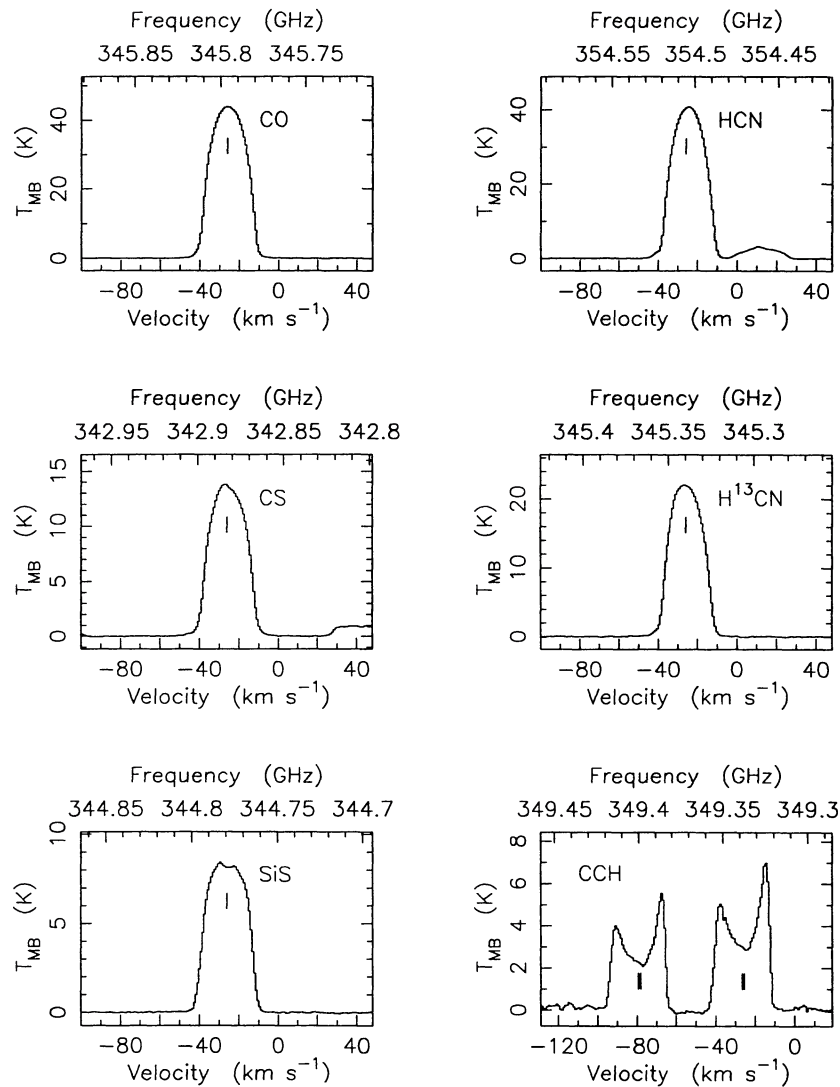 Frequency (GHz)
345.85 345.8 345.75
T_MB (K)
0 20 40
CO
−80 −40 0 40
Velocity (km s⁻¹)
Frequency (GHz)
354.55 354.5 354.45
T_MB (K)
0 20 40
HCN
−80 −40 0 40
Velocity (km s⁻¹)
Frequency (GHz)
342.95 342.9 342.85 342.8
T_MB (K)
0 5 10 15
CS
−80 −40 0 40
Velocity (km s⁻¹)
Frequency (GHz)
345.4 345.35 345.3
T_MB (K)
0 10 20
H¹³CN
−80 −40 0 40
Velocity (km s⁻¹)
Frequency (GHz)
344.85 344.8 344.75 344.7
T_MB (K)
0 5 10
SiS
−80 −40 0 40
Velocity (km s⁻¹)
Frequency (GHz)
349.45 349.4 349.35 349.3
T_MB (K)
0 2 4 6 8
CCH
−120 −80 −40 0
Velocity (km s⁻¹)